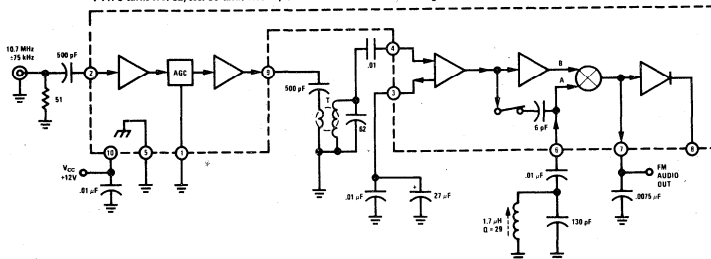 10.7 MHz
±75 kHz
500 pF
51
2
AGC
9
10
5
1
VCC
+12V
.01 μF
500 pF
T
62
.01
4
3
.01 μF
+
27 μF
B
A
6 pF
6
7
8
.01 μF
1.7 μH
Q = 29
130 pF
FM
AUDIO
OUT
.0075 μF